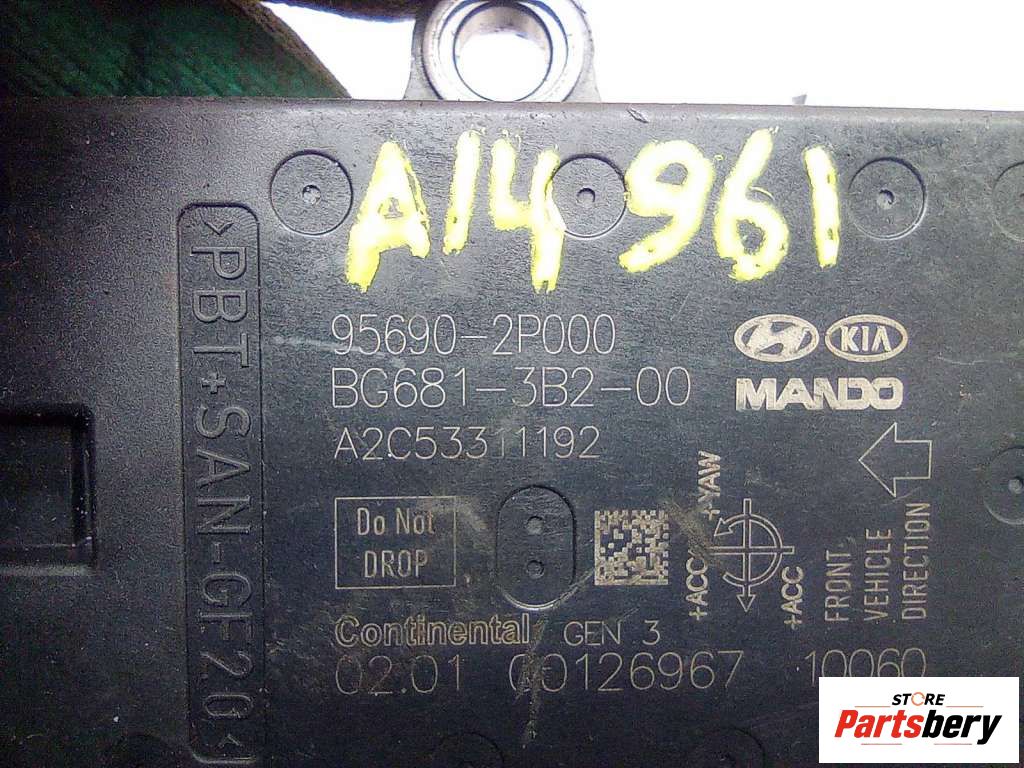 A14961
>PBT+SAN-GF20<
95690-2P000
BG681-3B2-00
A2C53311192
KIA
MANDO
Do Not
DROP
+YAW
+ACC
+ACC
FRONT
VEHICLE
DIRECTION
Continental GEN 3
02.01 00126967 10060
STORE
Partsbery